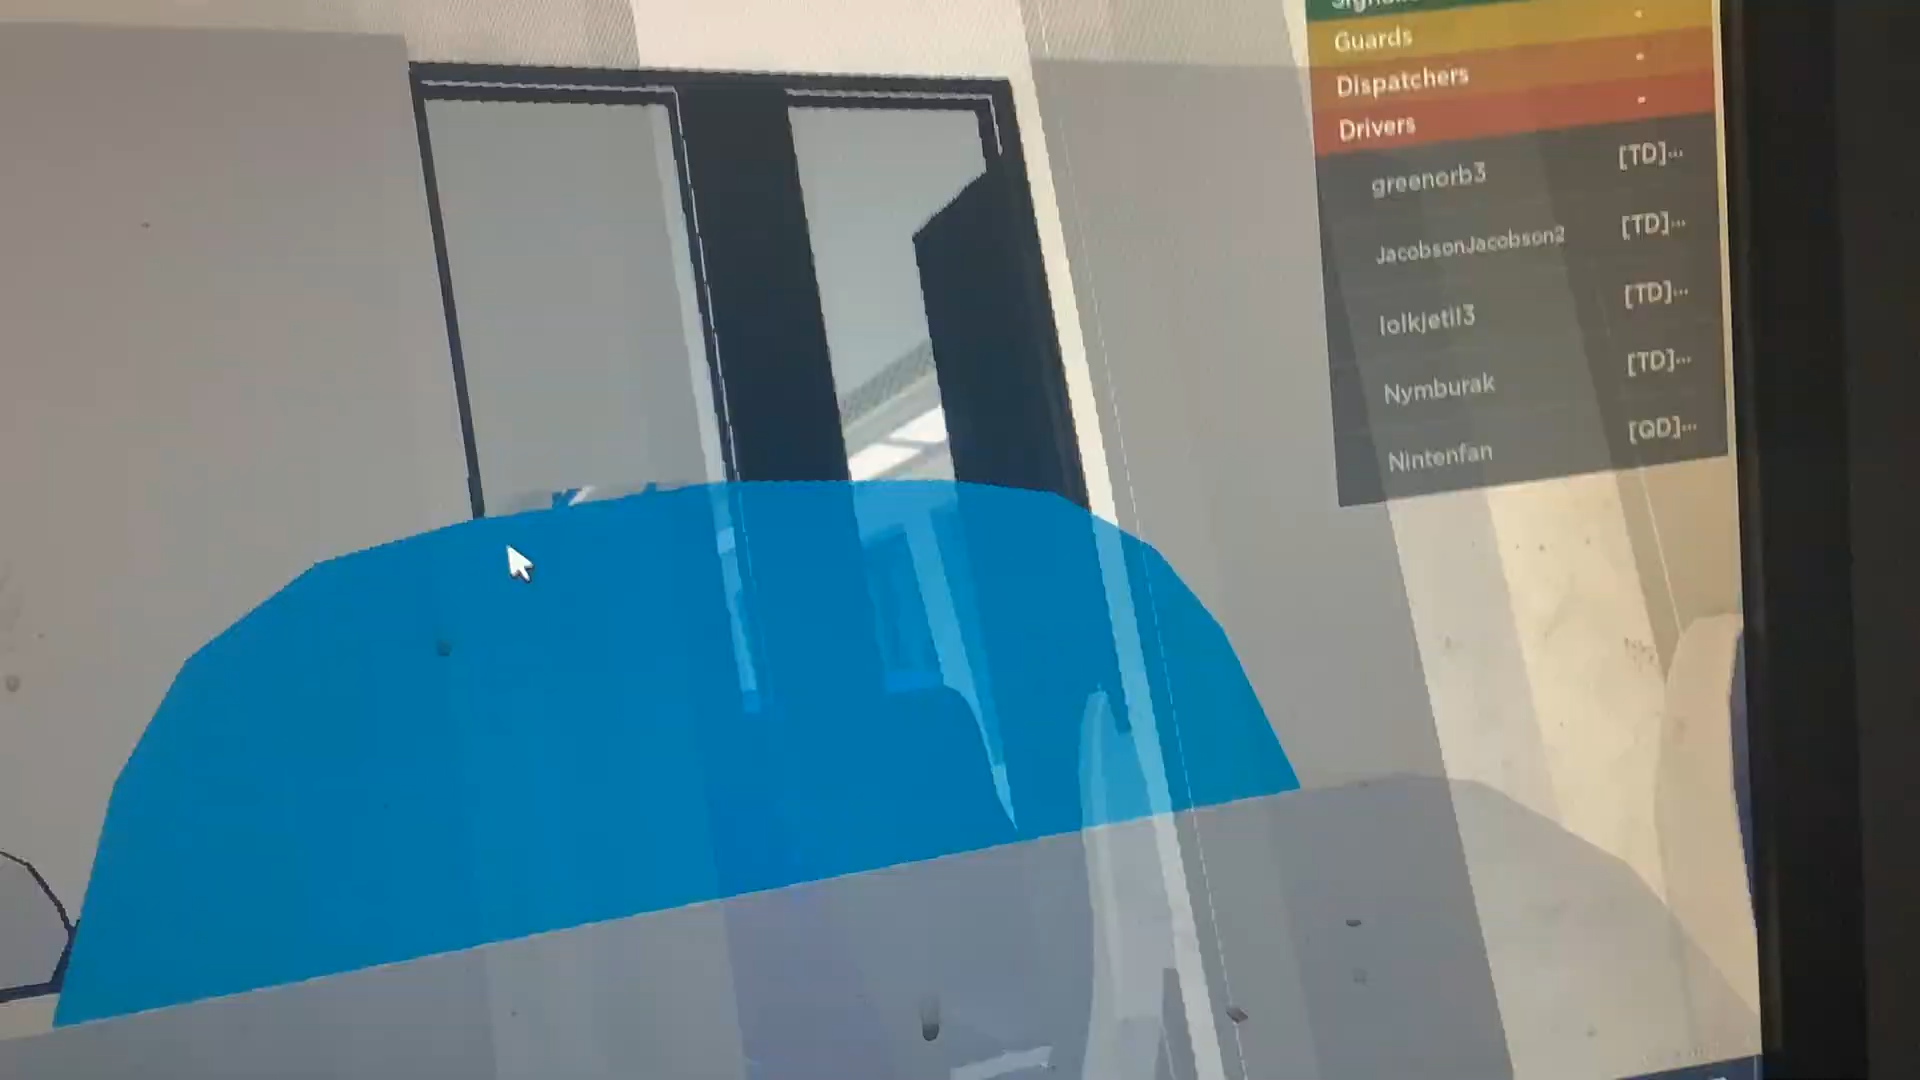 Guards -
Dispatchers -
Drivers -
greenorb3 [TD]...
JacobsonJacobson2 [TD]...
lolkjetil3 [TD]...
Nymburak [TD]...
Nintenfan [QD]...